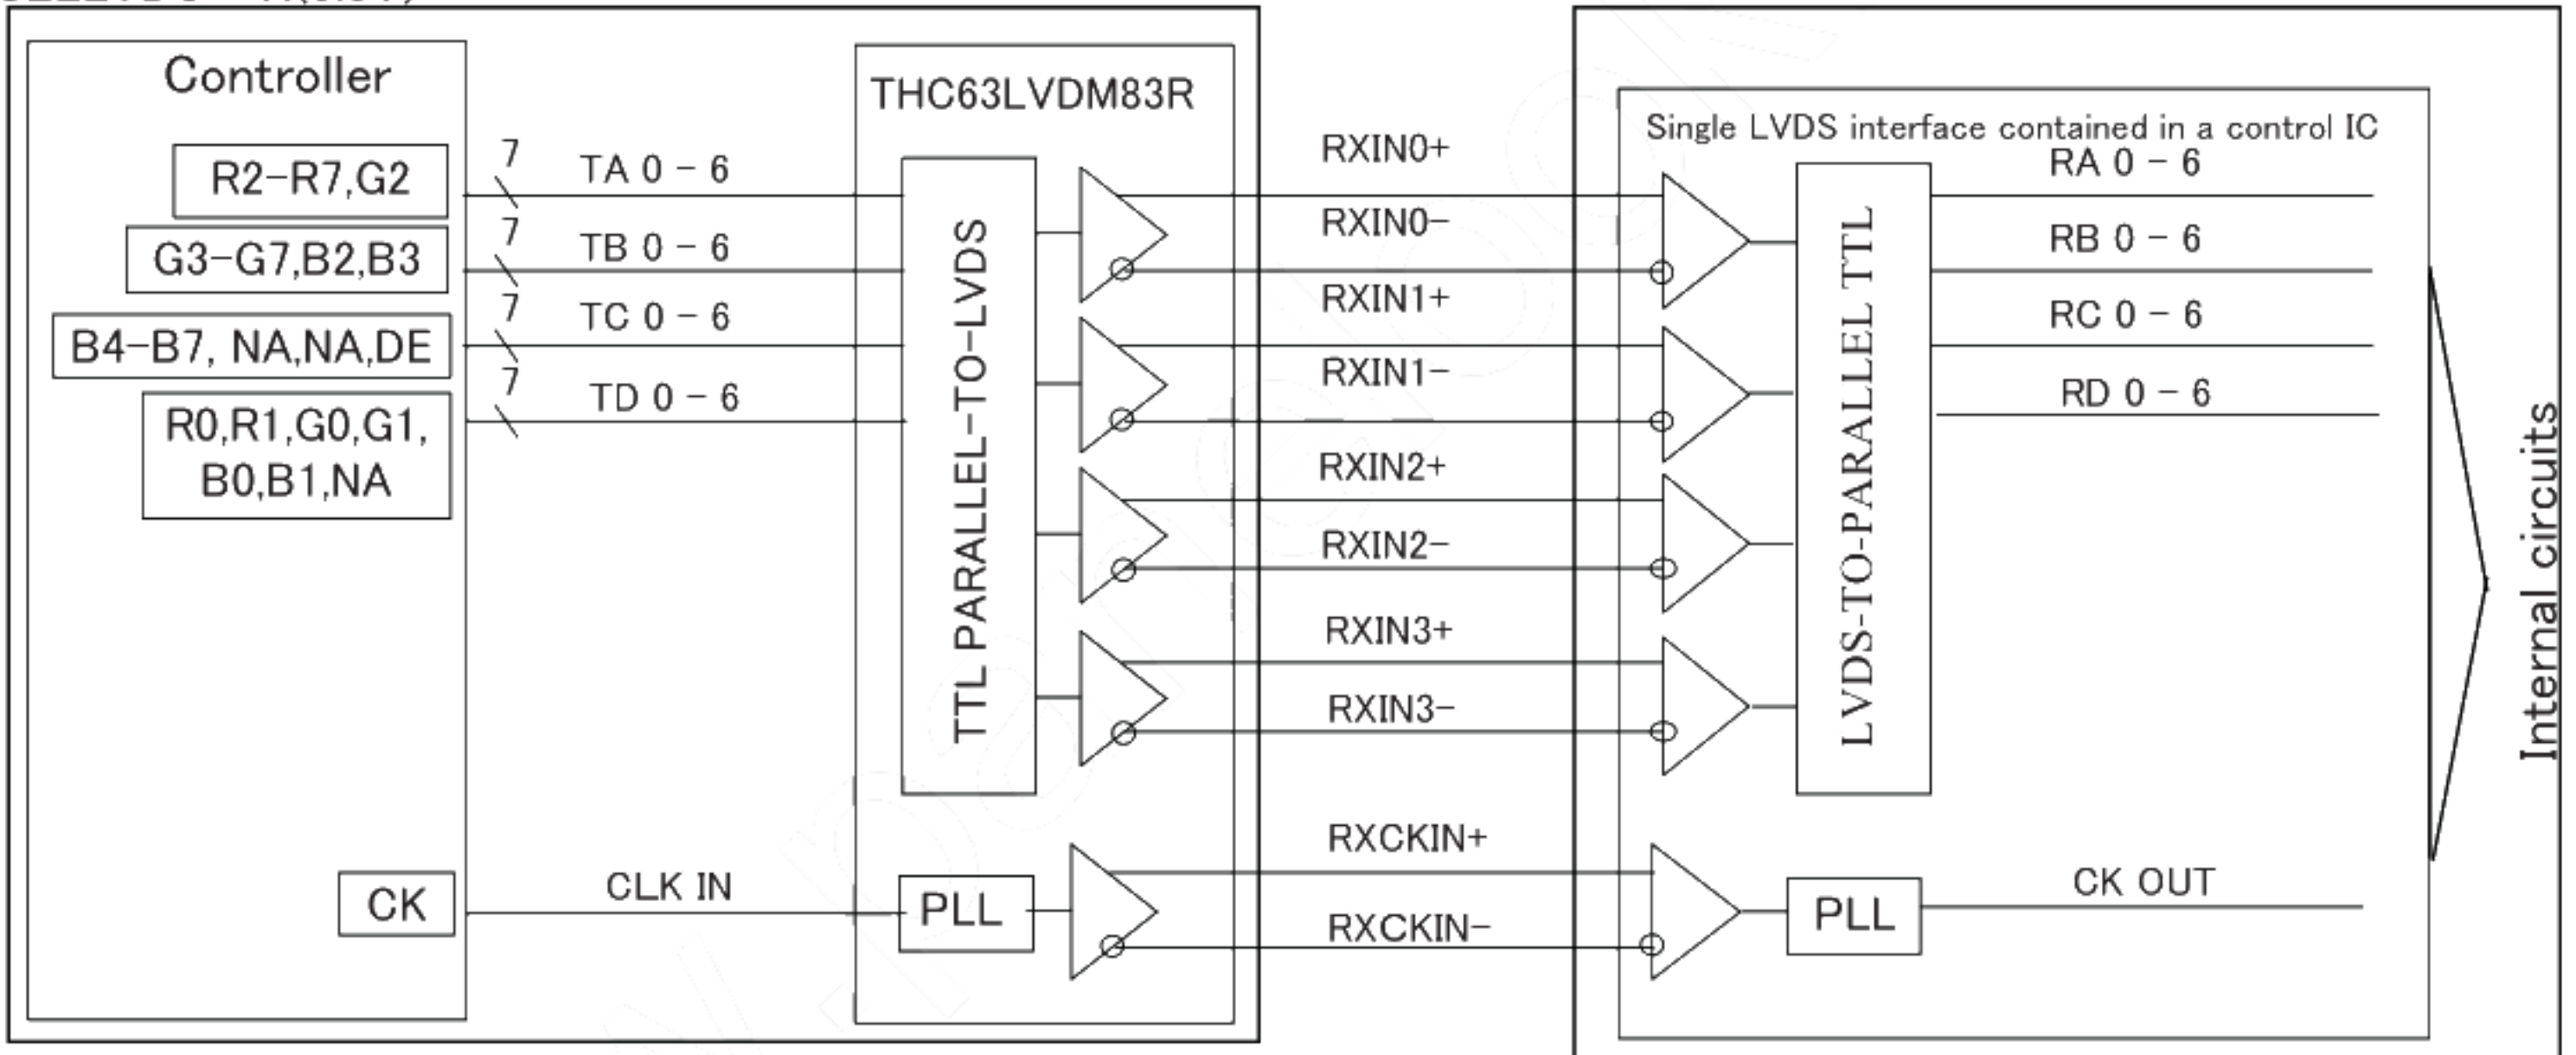 Controller
R2-R7,G2
G3-G7,B2,B3
B4-B7, NA,NA,DE
R0,R1,G0,G1,
B0,B1,NA
CK
7
TA 0 - 6
7
TB 0 - 6
7
TC 0 - 6
7
TD 0 - 6
CLK IN
THC63LVDM83R
TTL PARALLEL-TO-LVDS
PLL
RXIN0+
RXIN0-
RXIN1+
RXIN1-
RXIN2+
RXIN2-
RXIN3+
RXIN3-
RXCKIN+
RXCKIN-
Single LVDS interface contained in a control IC
LVDS-TO-PARALLEL TTL
PLL
RA 0 - 6
RB 0 - 6
RC 0 - 6
RD 0 - 6
CK OUT
Internal circuits